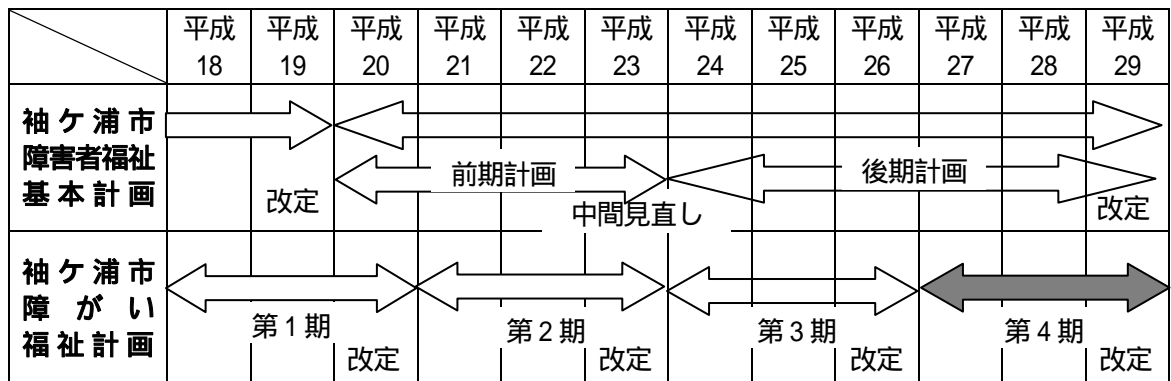 平成 平成 平成 平成 平成 平成 平成 平成 平成 平成 平成 平成
18 19 20 21 22 23 24 25 26 27 28 29
袖ケ浦市
障害者福祉
基本計画
前期計画 後期計画
改定 中間見直し 改定
袖ケ浦市
障がい
福祉計画
第1期 第2期 第3期 第4期
改定 改定 改定 改定